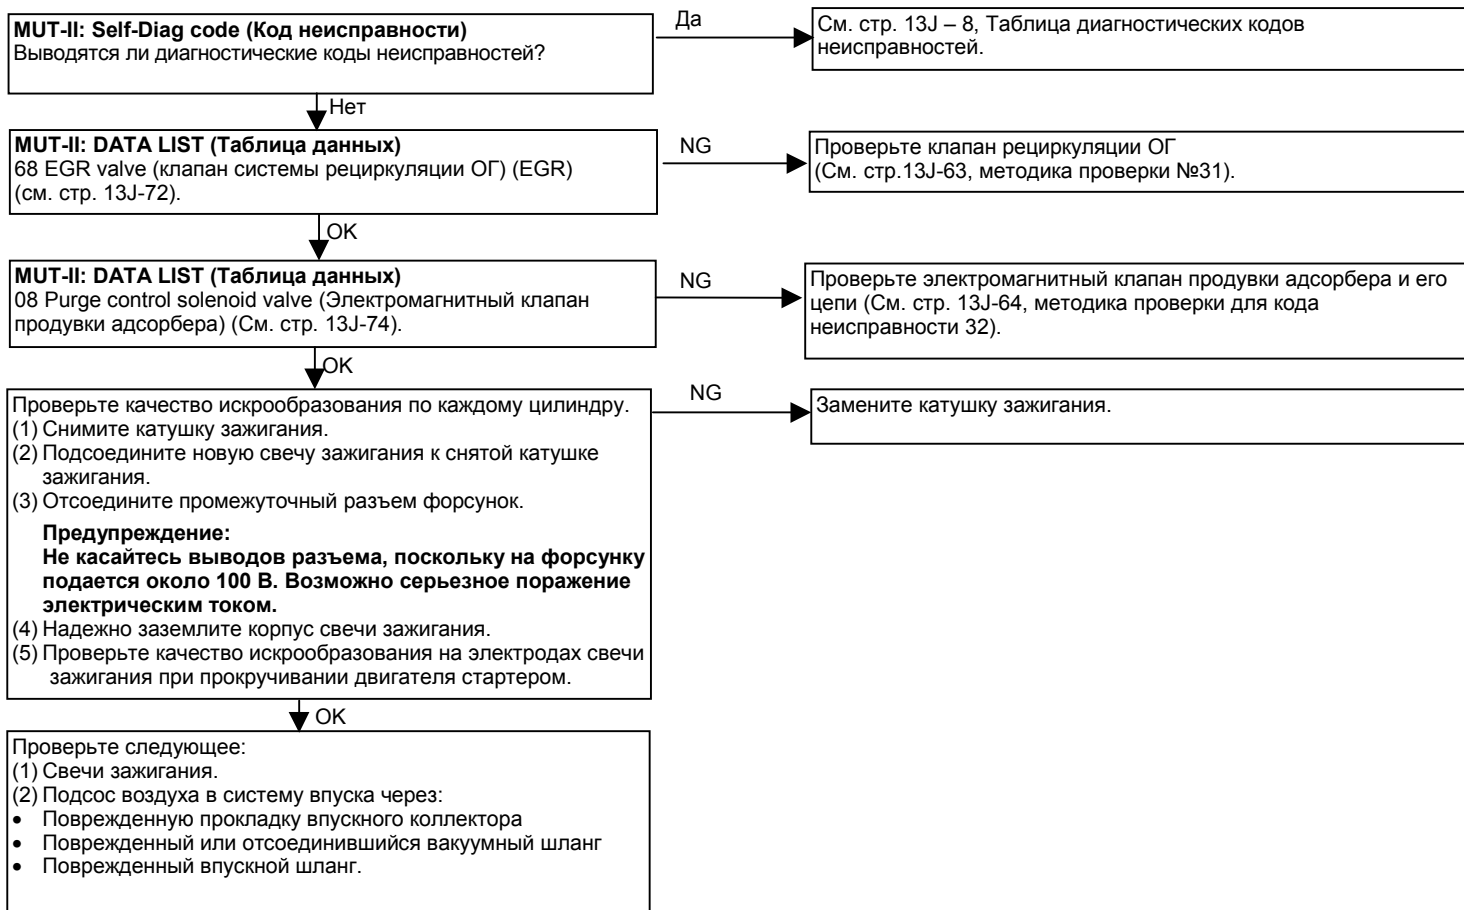 MUT-II: Self-Diag code (Код неисправности)
Выводятся ли диагностические коды неисправностей?
Да
См. стр. 13J – 8, Таблица диагностических кодов
неисправностей.
Нет
MUT-II: DATA LIST (Таблица данных)
68 EGR valve (клапан системы рециркуляции ОГ) (EGR)
(см. стр. 13J-72).
NG
Проверьте клапан рециркуляции ОГ
(См. стр.13J-63, методика проверки №31).
OK
MUT-II: DATA LIST (Таблица данных)
08 Purge control solenoid valve (Электромагнитный клапан
продувки адсорбера) (См. стр. 13J-74).
NG
Проверьте электромагнитный клапан продувки адсорбера и его
цепи (См. стр. 13J-64, методика проверки для кода
неисправности 32).
OK
Проверьте качество искрообразования по каждому цилиндру.
(1) Снимите катушку зажигания.
(2) Подсоедините новую свечу зажигания к снятой катушке
зажигания.
(3) Отсоедините промежуточный разъем форсунок.
Предупреждение:
Не касайтесь выводов разъема, поскольку на форсунку
подается около 100 В. Возможно серьезное поражение
электрическим током.
(4) Надежно заземлите корпус свечи зажигания.
(5) Проверьте качество искрообразования на электродах свечи
зажигания при прокручивании двигателя стартером.
NG
Замените катушку зажигания.
OK
Проверьте следующее:
(1) Свечи зажигания.
(2) Подсос воздуха в систему впуска через:
• Поврежденную прокладку впускного коллектора
• Поврежденный или отсоединившийся вакуумный шланг
• Поврежденный впускной шланг.